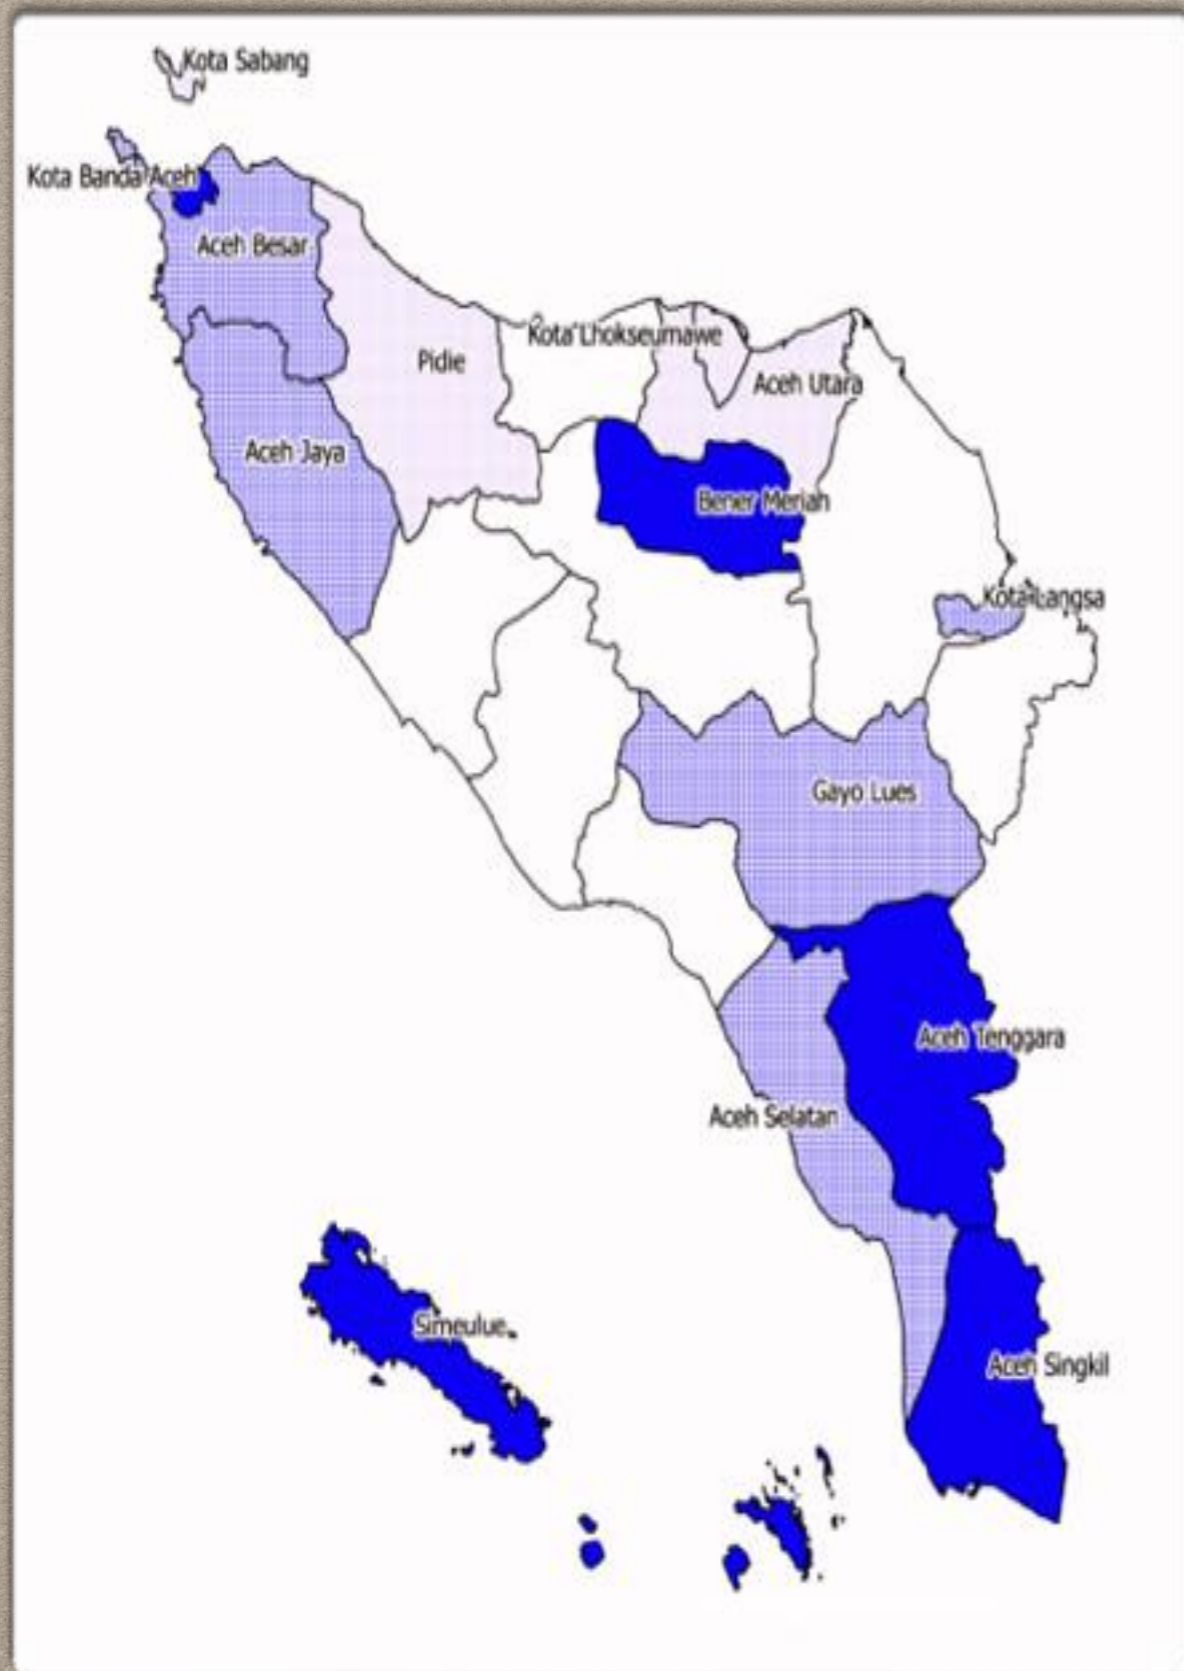 Kota Sabang
Kota Banda Aceh
Aceh Besar
Kota Lhokseumawe
Pidie
Aceh Utara
Aceh Jaya
Bener Meriah
Kota Langsa
Gayo Lues
Aceh Tenggara
Aceh Selatan
Simeulue
Aceh Singkil